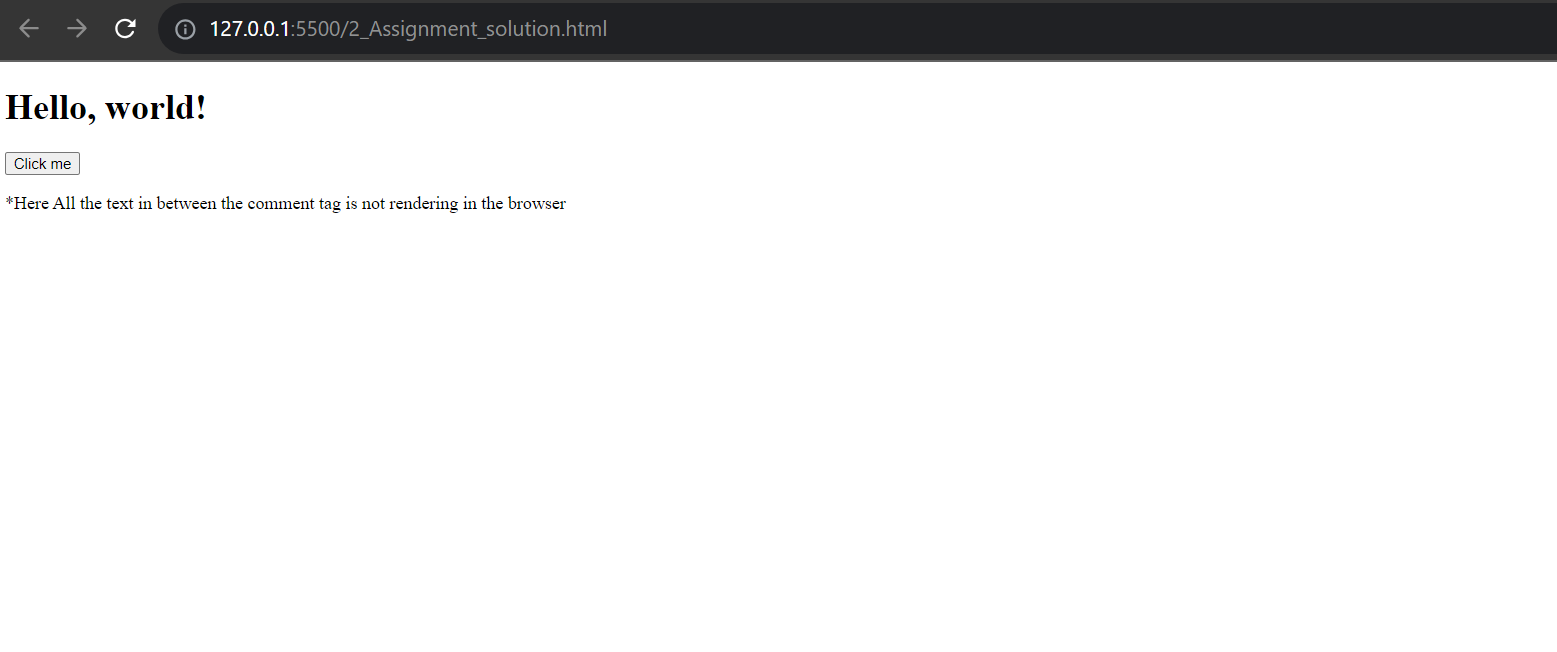 127.0.0.1:5500/2_Assignment_solution.html
Hello, world!
Click me
*Here All the text in between the comment tag is not rendering in the browser